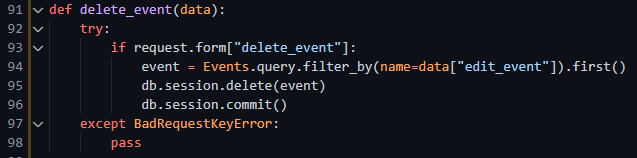 91 def delete_event(data):
92     try:
93         if request.form["delete_event"]:
94             event = Events.query.filter_by(name=data["edit_event"]).first()
95             db.session.delete(event)
96             db.session.commit()
97     except BadRequestKeyError:
98         pass